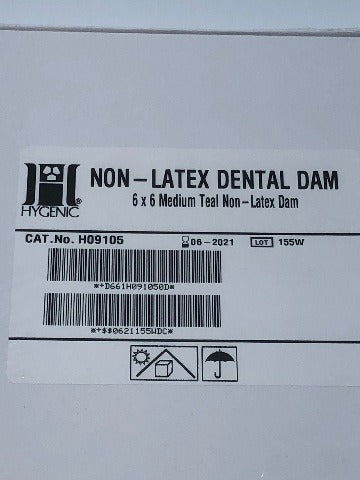 NON-LATEX DENTAL DAM
6 x 6 Medium Teal Non-Latex Dam
H
HYGENIC®
CAT.No. H09105 06-2021 LOT 155W
*+D661H091050D*
*+$$0621155WDC*